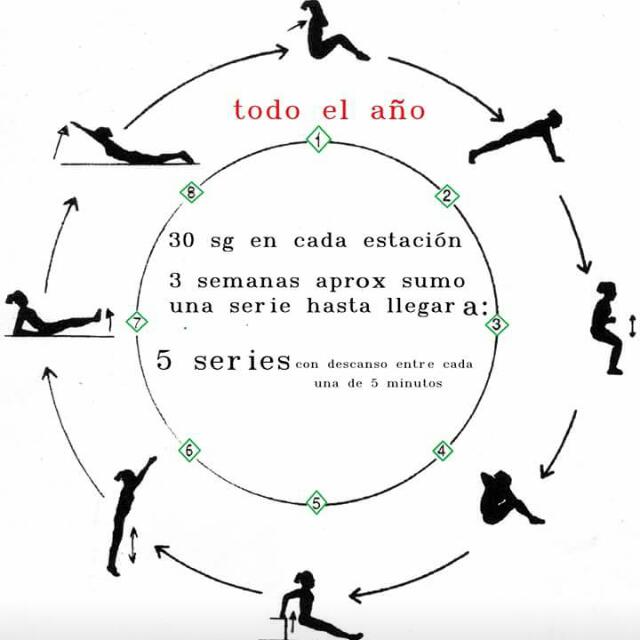 todo el año
1
2
3
4
5
6
7
8
30 sg en cada estación
3 semanas aprox sumo
una serie hasta llegar a:
5 series con descanso entre cada
una de 5 minutos